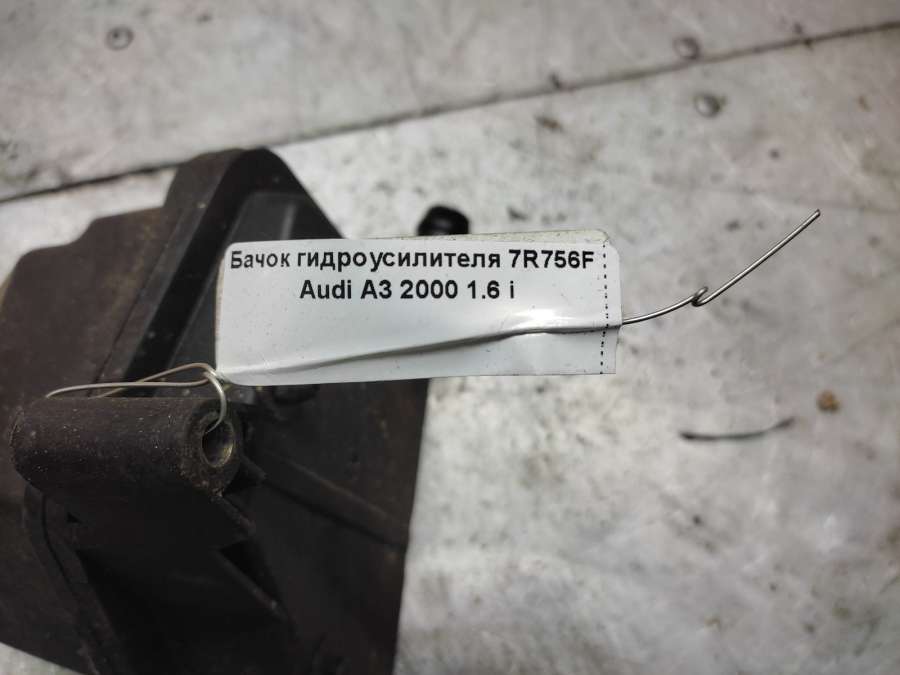 Бачок гидроусилителя 7R756F
Audi A3 2000 1.6 i